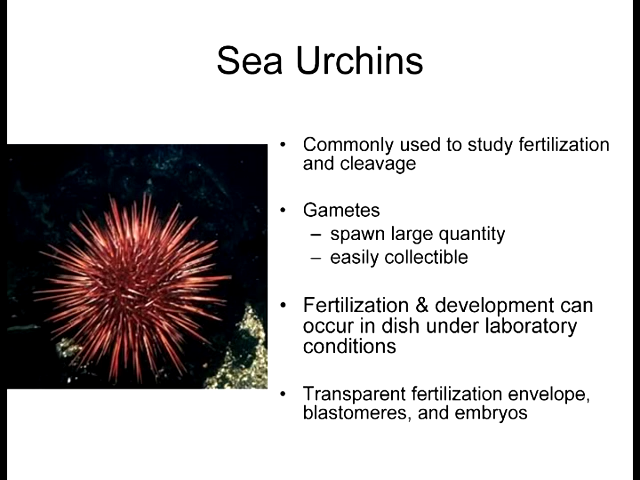 Sea Urchins
• Commonly used to study fertilization
and cleavage
• Gametes
– spawn large quantity
– easily collectible
• Fertilization & development can
occur in dish under laboratory
conditions
• Transparent fertilization envelope,
blastomeres, and embryos